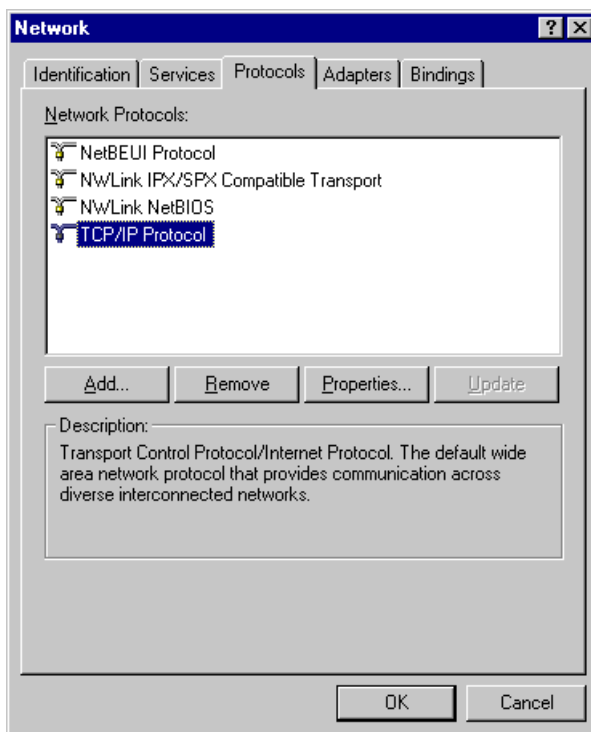 Network
Identification Services Protocols Adapters Bindings
Network Protocols:
NetBEUI Protocol
NWLink IPX/SPX Compatible Transport
NWLink NetBIOS
TCP/IP Protocol
Add... Remove Properties... Update
Description:
Transport Control Protocol/Internet Protocol. The default wide
area network protocol that provides communication across
diverse interconnected networks.
OK Cancel